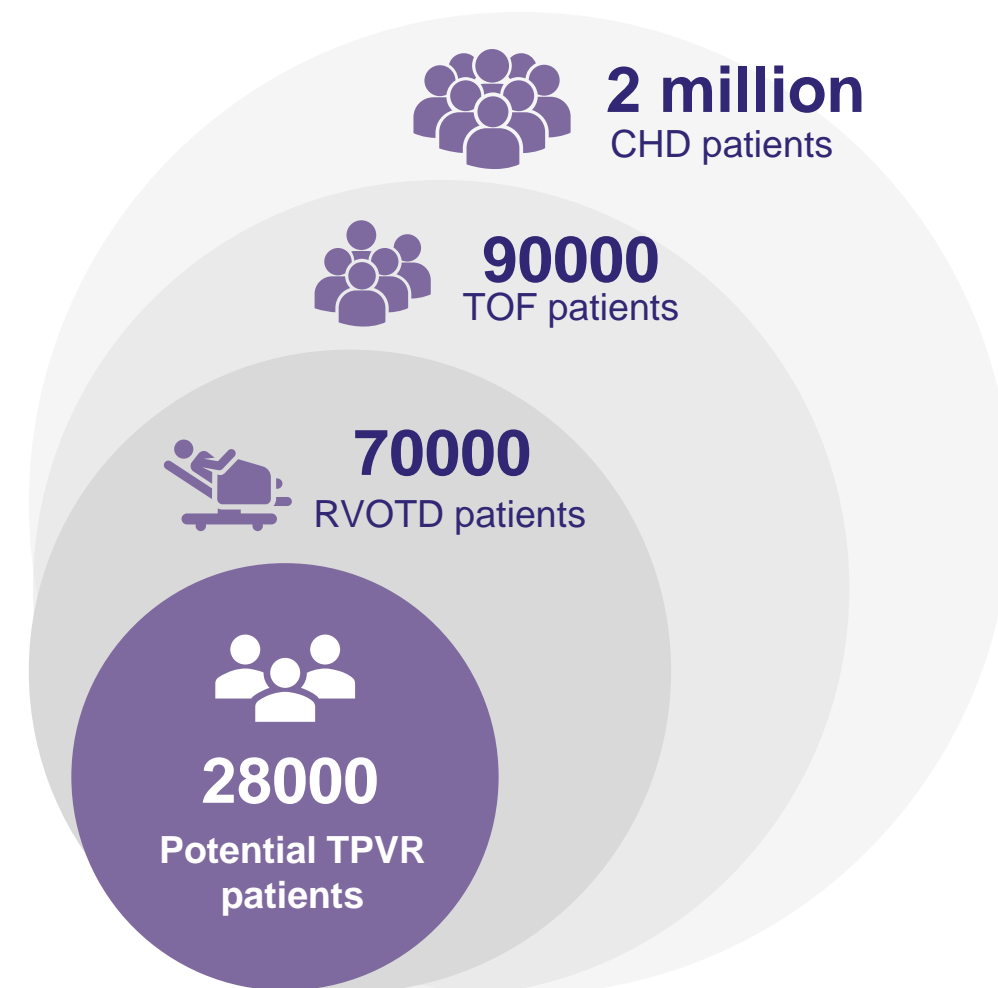 2 million
CHD patients
90000
TOF patients
70000
RVOTD patients
28000
Potential TPVR
patients